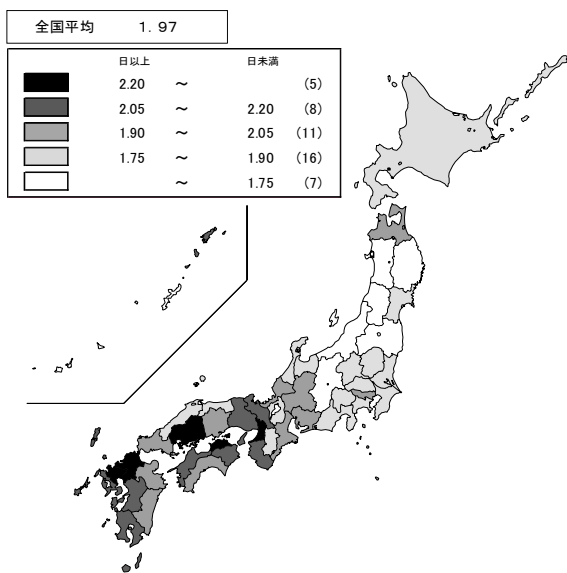 全国平均 1.97
日以上 日未満
2.20 ～ (5)
2.05 ～ 2.20 (8)
1.90 ～ 2.05 (11)
1.75 ～ 1.90 (16)
～ 1.75 (7)